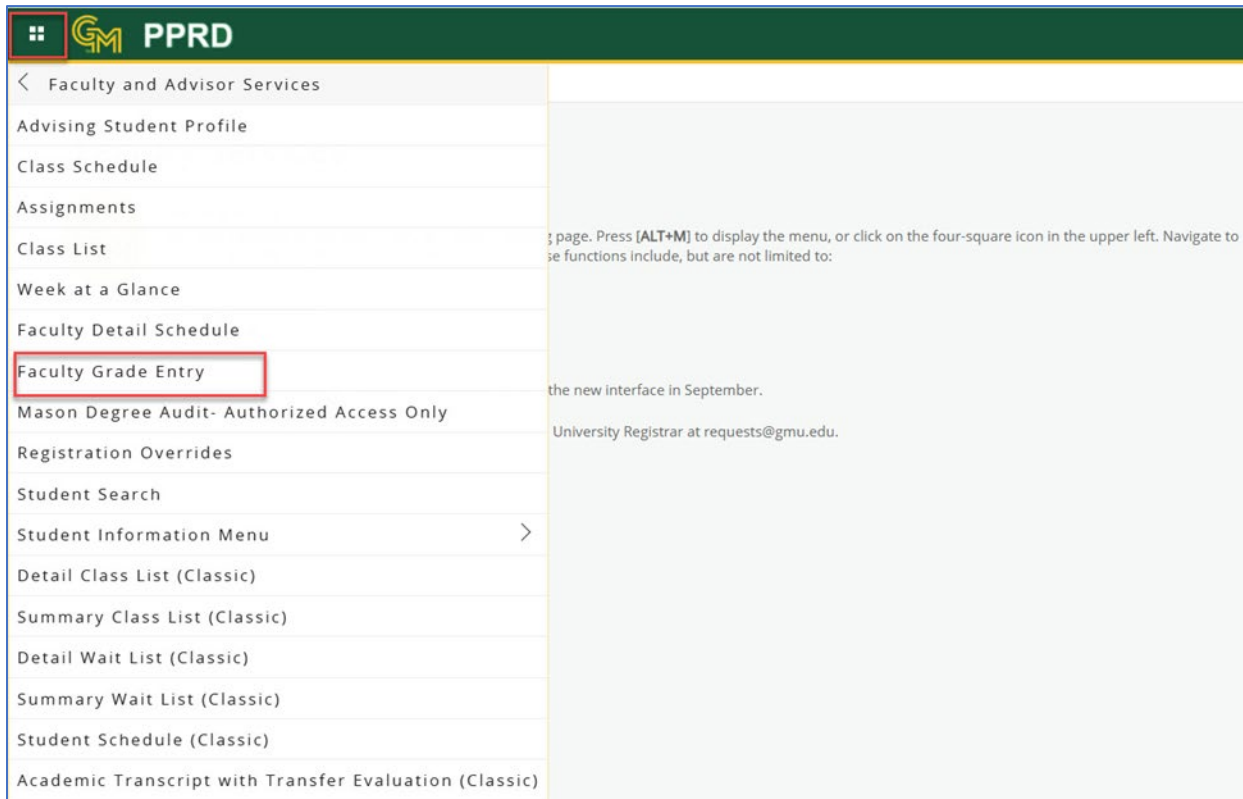 GM PPRD
Faculty and Advisor Services
Advising Student Profile
Class Schedule
Assignments
Class List
page. Press [ALT+M] to display the menu, or click on the four-square icon in the upper left. Navigate to
se functions include, but are not limited to:
Week at a Glance
Faculty Detail Schedule
Faculty Grade Entry
the new interface in September.
Mason Degree Audit- Authorized Access Only
University Registrar at requests@gmu.edu.
Registration Overrides
Student Search
Student Information Menu
Detail Class List (Classic)
Summary Class List (Classic)
Detail Wait List (Classic)
Summary Wait List (Classic)
Student Schedule (Classic)
Academic Transcript with Transfer Evaluation (Classic)